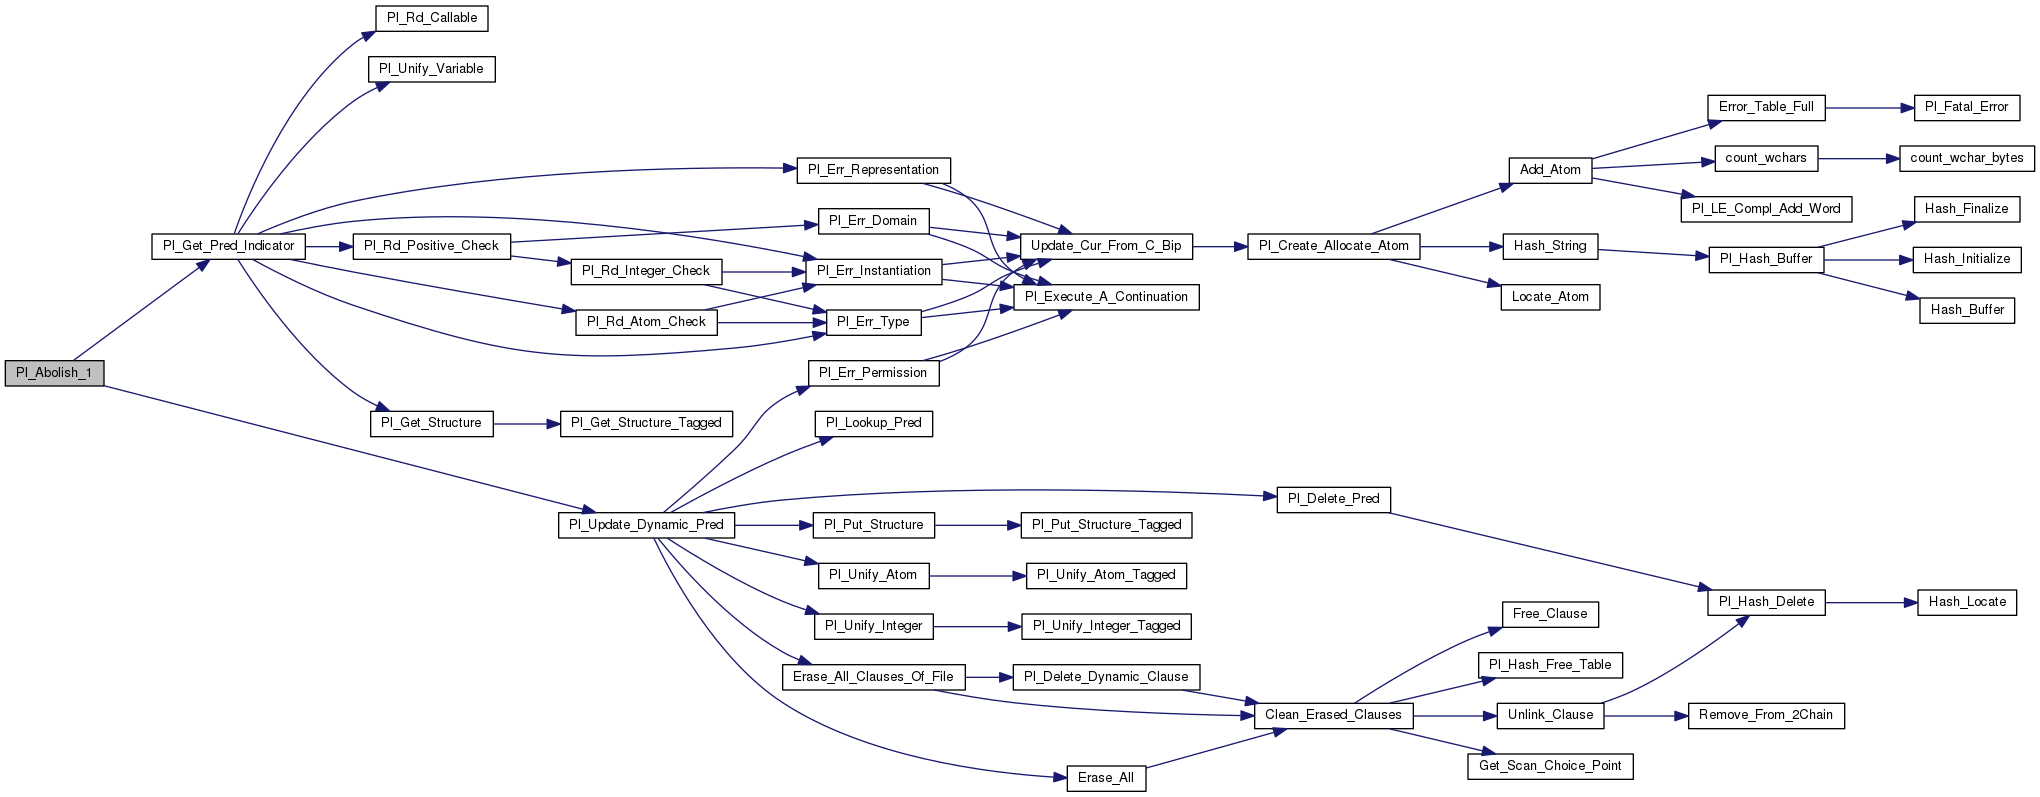 Pl_Rd_Callable
Pl_Unify_Variable
Error_Table_Full
Pl_Fatal_Error
count_wchars
count_wchar_bytes
Pl_Err_Representation
Add_Atom
Pl_LE_Compl_Add_Word
Hash_Finalize
Pl_Err_Domain
Pl_Get_Pred_Indicator
Pl_Rd_Positive_Check
Update_Cur_From_C_Bip
Pl_Create_Allocate_Atom
Hash_String
Pl_Hash_Buffer
Hash_Initialize
Pl_Rd_Integer_Check
Pl_Err_Instantiation
Pl_Execute_A_Continuation
Locate_Atom
Hash_Buffer
Pl_Rd_Atom_Check
Pl_Err_Type
Pl_Abolish_1
Pl_Err_Permission
Pl_Get_Structure
Pl_Get_Structure_Tagged
Pl_Lookup_Pred
Pl_Delete_Pred
Pl_Update_Dynamic_Pred
Pl_Put_Structure
Pl_Put_Structure_Tagged
Pl_Unify_Atom
Pl_Unify_Atom_Tagged
Pl_Hash_Delete
Hash_Locate
Pl_Unify_Integer
Pl_Unify_Integer_Tagged
Free_Clause
Erase_All_Clauses_Of_File
Pl_Delete_Dynamic_Clause
Pl_Hash_Free_Table
Clean_Erased_Clauses
Unlink_Clause
Remove_From_2Chain
Get_Scan_Choice_Point
Erase_All